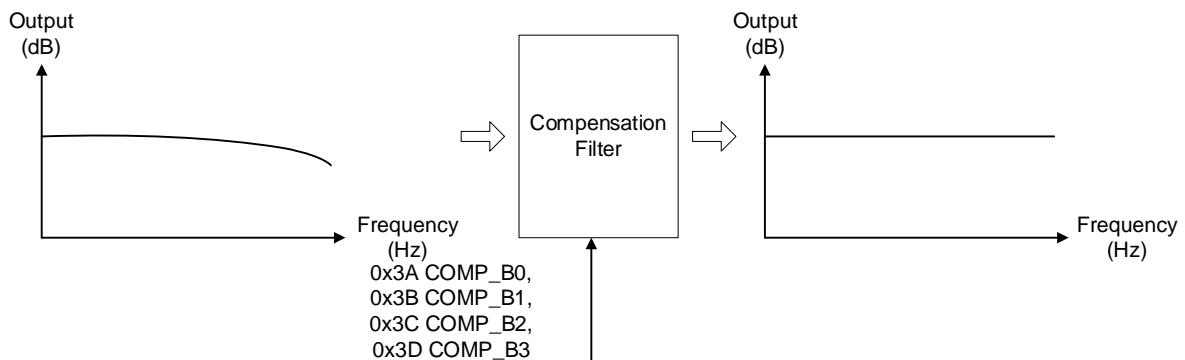 Output
(dB)
Frequency
(Hz)
0x3A COMP_B0,
0x3B COMP_B1,
0x3C COMP_B2,
0x3D COMP_B3
Compensation
Filter
Output
(dB)
Frequency
(Hz)